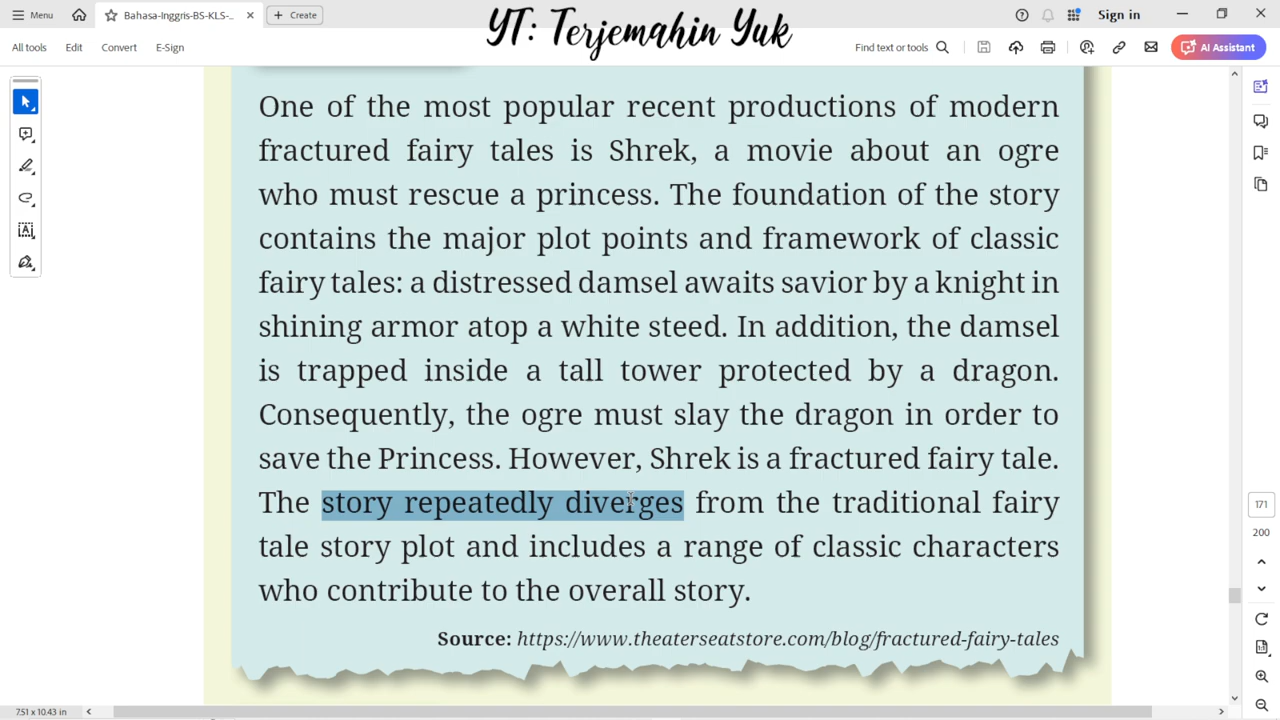 Menu
Bahasa-Inggris-BS-KLS-...
Create
YT: Terjemahin Yuk
Sign in
All tools Edit Convert E-Sign
Find text or tools
AI Assistant
One of the most popular recent productions of modern
fractured fairy tales is Shrek, a movie about an ogre
who must rescue a princess. The foundation of the story
contains the major plot points and framework of classic
fairy tales: a distressed damsel awaits savior by a knight in
shining armor atop a white steed. In addition, the damsel
is trapped inside a tall tower protected by a dragon.
Consequently, the ogre must slay the dragon in order to
save the Princess. However, Shrek is a fractured fairy tale.
The story repeatedly diverges from the traditional fairy
tale story plot and includes a range of classic characters
who contribute to the overall story.
Source: https://www.theaterseatstore.com/blog/fractured-fairy-tales
171
200
7.51 x 10.43 in